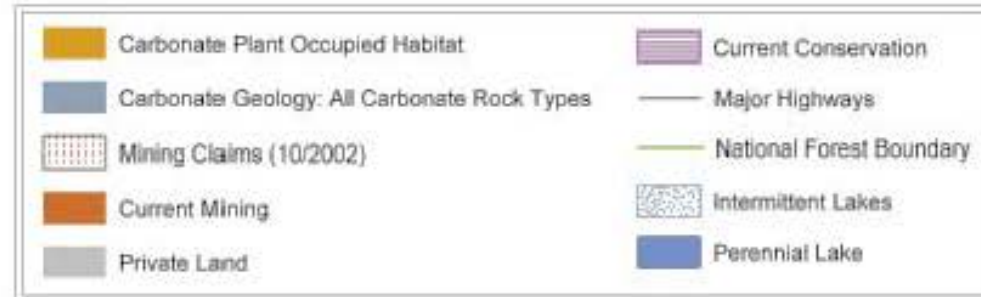 Carbonate Plant Occupied Habitat
Carbonate Geology: All Carbonate Rock Types
Mining Claims (10/2002)
Current Mining
Private Land
Current Conservation
Major Highways
National Forest Boundary
Intermittent Lakes
Perennial Lake